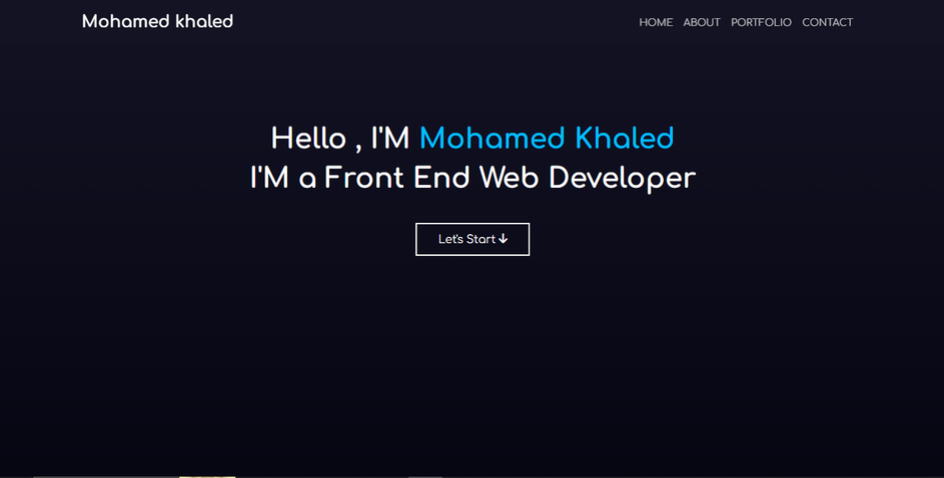 Mohamed khaled
HOME ABOUT PORTFOLIO CONTACT
Hello , I'M Mohamed Khaled
I'M a Front End Web Developer
Let's Start